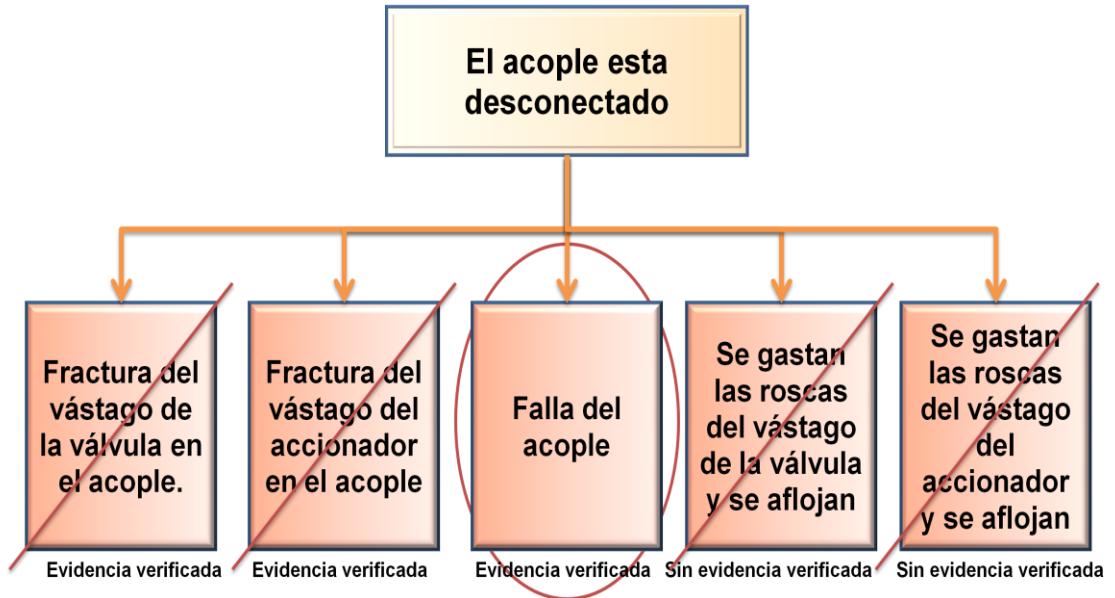 El acople esta
desconectado
Fractura del
vástago de
la válvula en
el acople.
Fractura del
vástago del
accionador
en el acople
Falla del
acople
Se gastan
las roscas
del vástago
de la válvula
y se aflojan
Se gastan
las roscas
del vástago
del
accionador
y se aflojan
Evidencia verificada
Evidencia verificada
Evidencia verificada
Sin evidencia verificada
Sin evidencia verificada